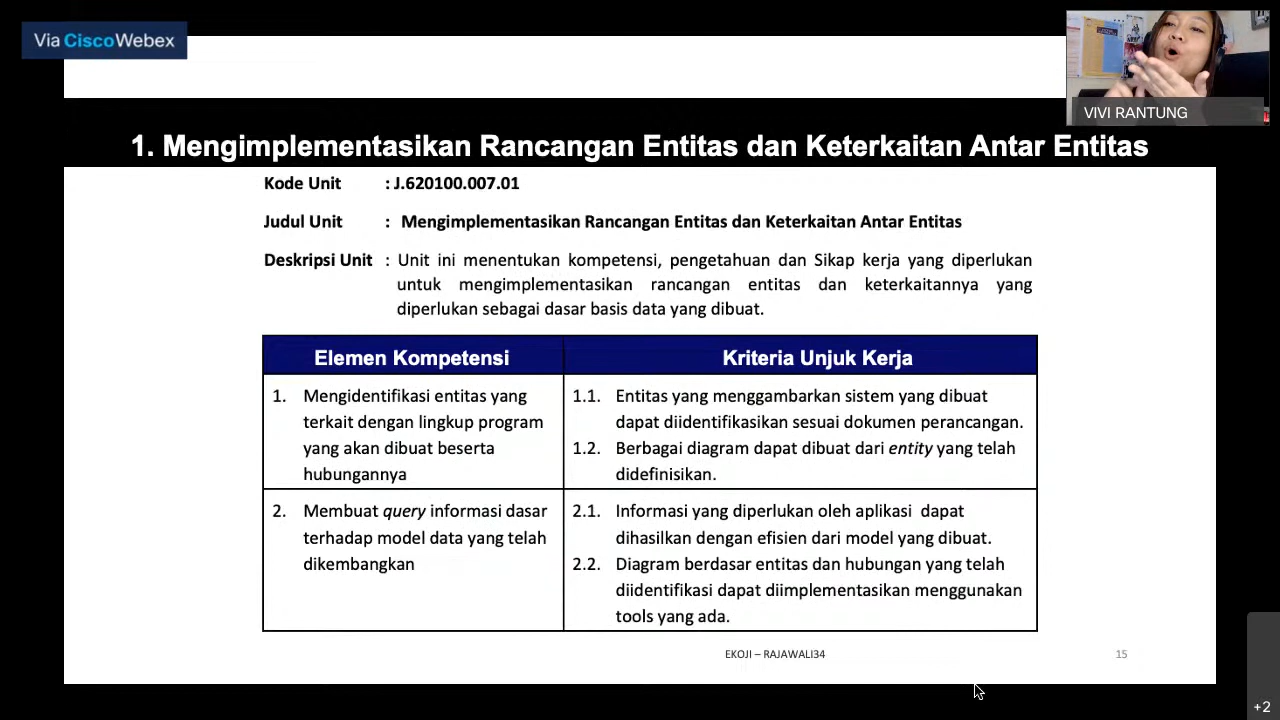 Via CiscoWebex
VIVI RANTUNG
1. Mengimplementasikan Rancangan Entitas dan Keterkaitan Antar Entitas
Kode Unit : J.620100.007.01
Judul Unit : Mengimplementasikan Rancangan Entitas dan Keterkaitan Antar Entitas
Deskripsi Unit : Unit ini menentukan kompetensi, pengetahuan dan Sikap kerja yang diperlukan
untuk mengimplementasikan rancangan entitas dan keterkaitannya yang
diperlukan sebagai dasar basis data yang dibuat.
Elemen Kompetensi
Kriteria Unjuk Kerja
1. Mengidentifikasi entitas yang
terkait dengan lingkup program
yang akan dibuat beserta
hubungannya
1.1. Entitas yang menggambarkan sistem yang dibuat
dapat diidentifikasikan sesuai dokumen perancangan.
1.2. Berbagai diagram dapat dibuat dari entity yang telah
didefinisikan.
2. Membuat query informasi dasar
terhadap model data yang telah
dikembangkan
2.1. Informasi yang diperlukan oleh aplikasi dapat
dihasilkan dengan efisien dari model yang dibuat.
2.2. Diagram berdasar entitas dan hubungan yang telah
diidentifikasi dapat diimplementasikan menggunakan
tools yang ada.
EKOJI – RAJAWALI34
15
+2